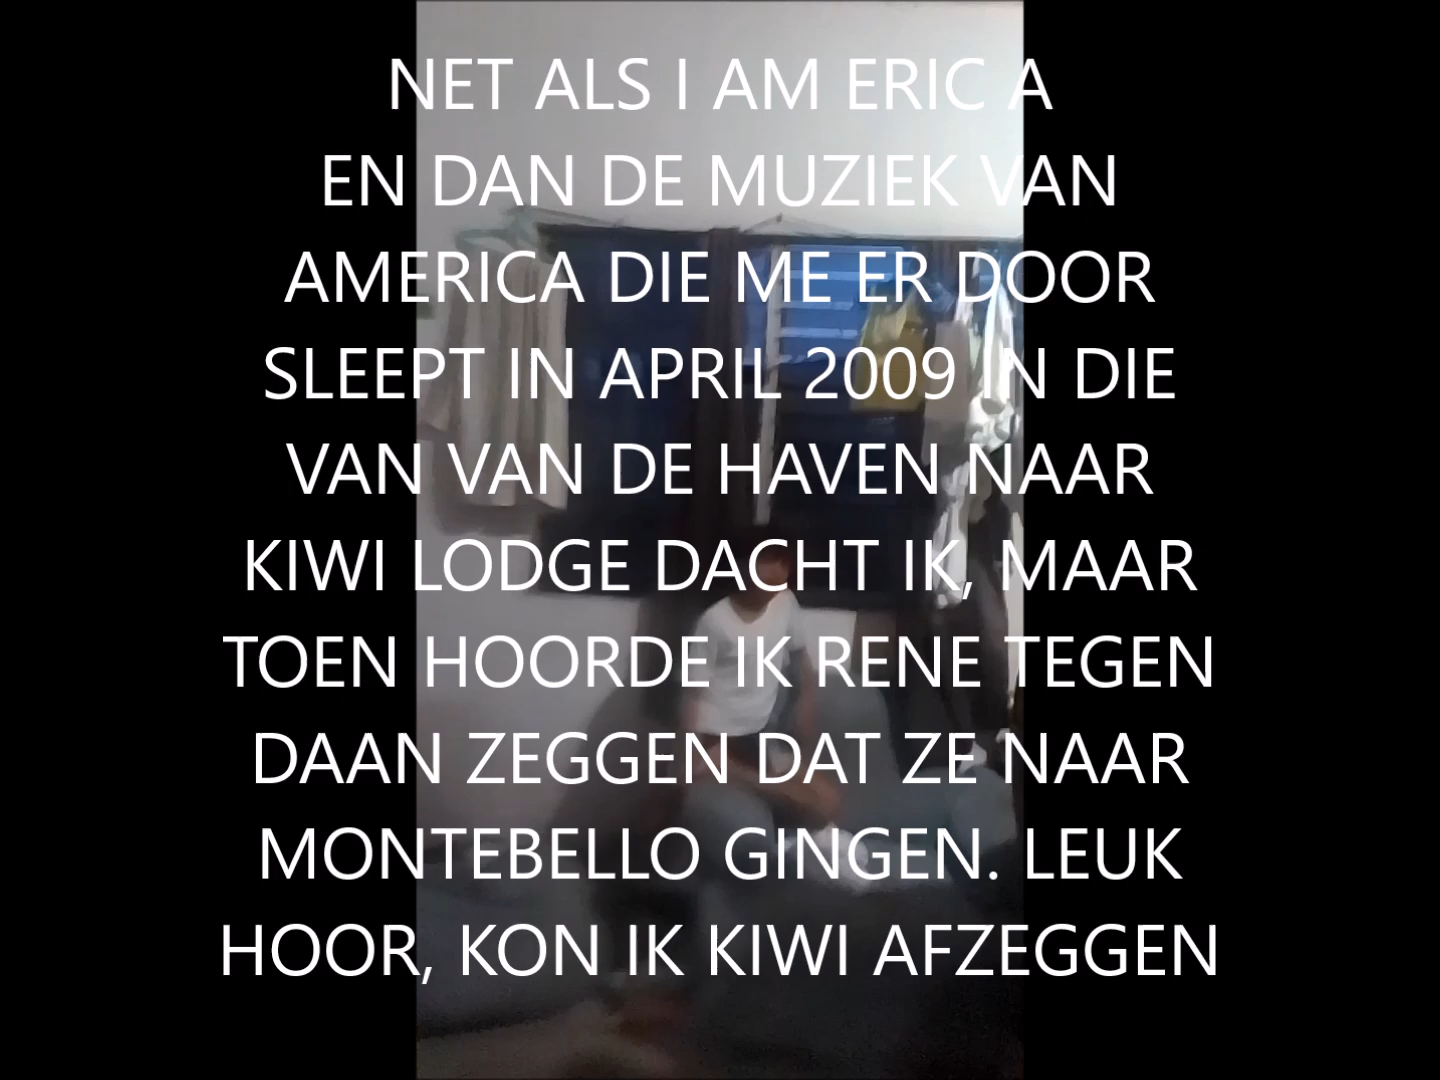 NET ALS I AM ERIC A
EN DAN DE MUZIEK VAN
AMERICA DIE ME ER DOOR
SLEEPT IN APRIL 2009 IN DIE
VAN VAN DE HAVEN NAAR
KIWI LODGE DACHT IK, MAAR
TOEN HOORDE IK RENE TEGEN
DAAN ZEGGEN DAT ZE NAAR
MONTEBELLO GINGEN. LEUK
HOOR, KON IK KIWI AFZEGGEN